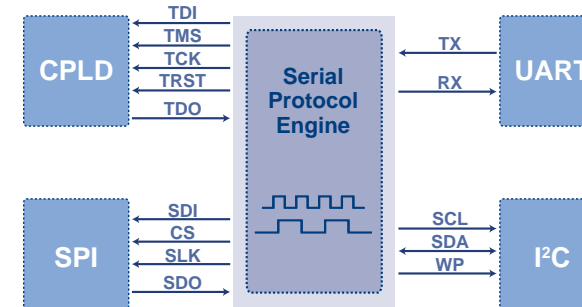 CPLD
TDI
TMS
TCK
TRST
TDO
Serial
Protocol
Engine
TX
RX
UART
SPI
SDI
CS
SLK
SDO
SCL
SDA
WP
I²C